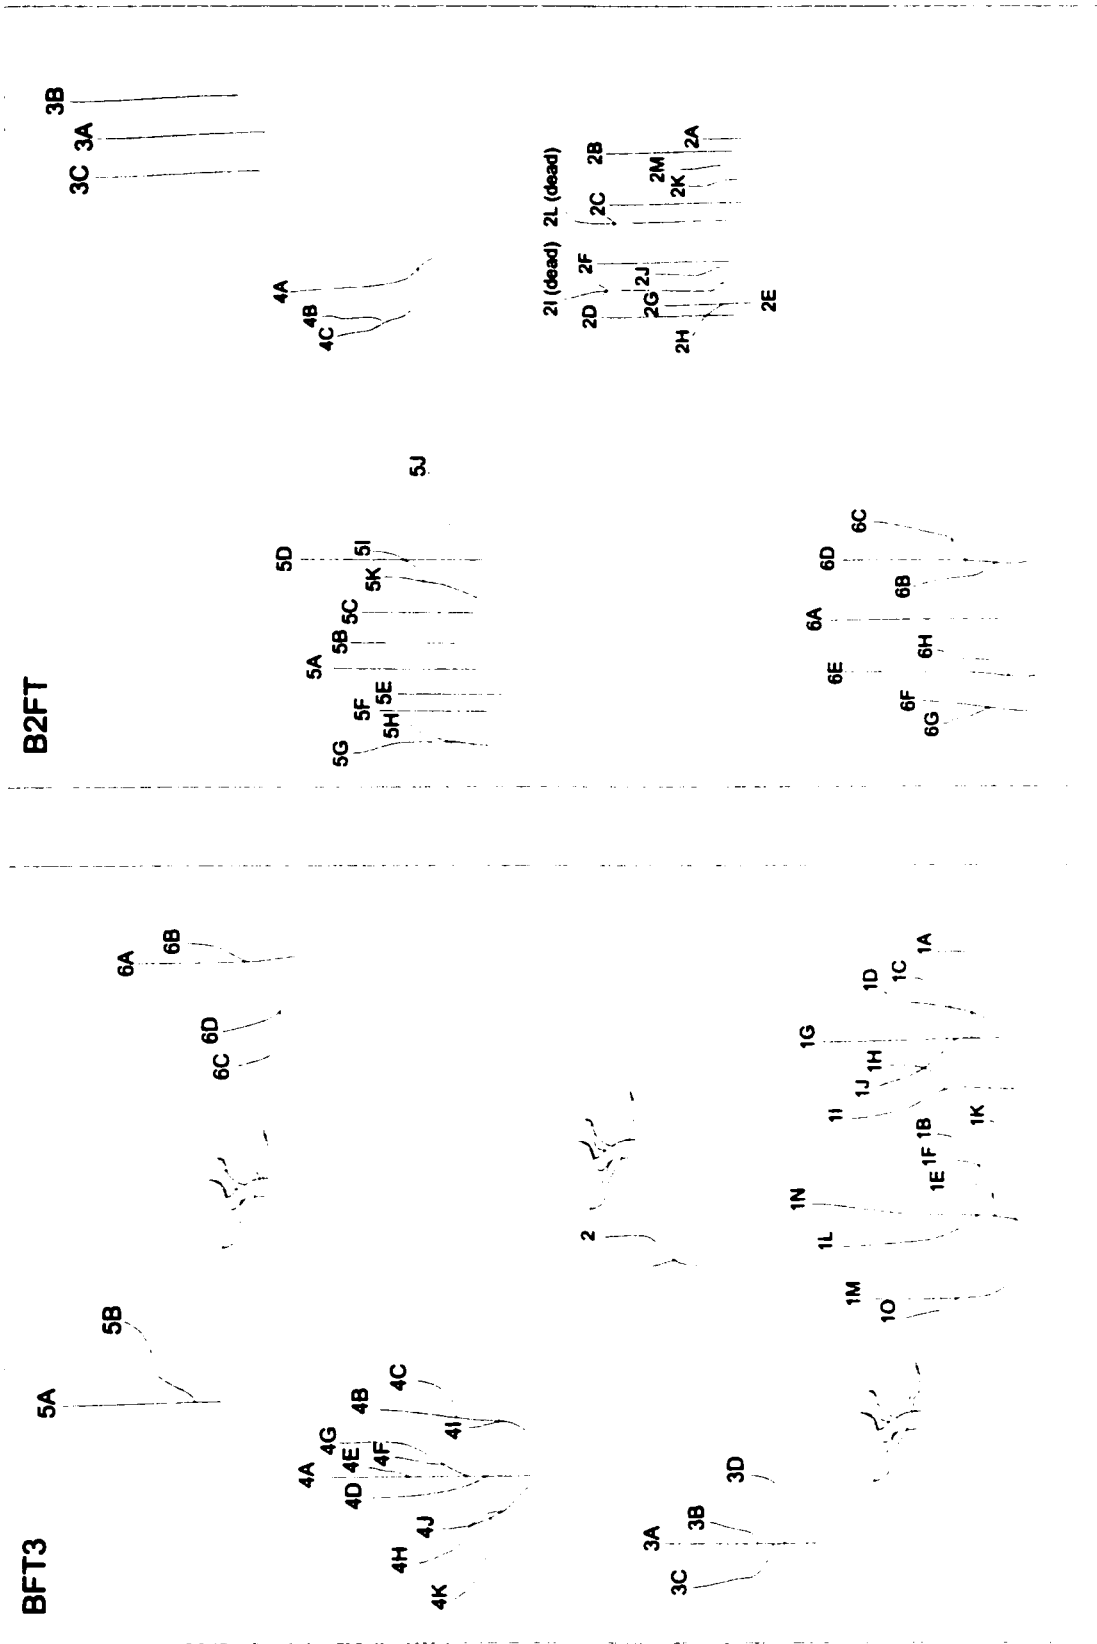 BFT3
5A
5B
6A
6B
6D
6C
4A
4G
4E
4F
4D
4B
4C
4I
4J
4H
4K
2
3A
3B
3C
3D
1N
1L
1M
1O
1G
1H
1J
1I
1D
1C
1A
1B
1F
1E
1K
B2FT
3B
3A
3C
4A
4B
4C
5D
5I
5K
5C
5B
5A
5E
5F
5H
5G
5J
2I (dead)
2L (dead)
2B
2A
2M
2K
2C
2F
2J
2G
2D
2H
2E
6A
6D
6C
6B
6H
6E
6F
6G